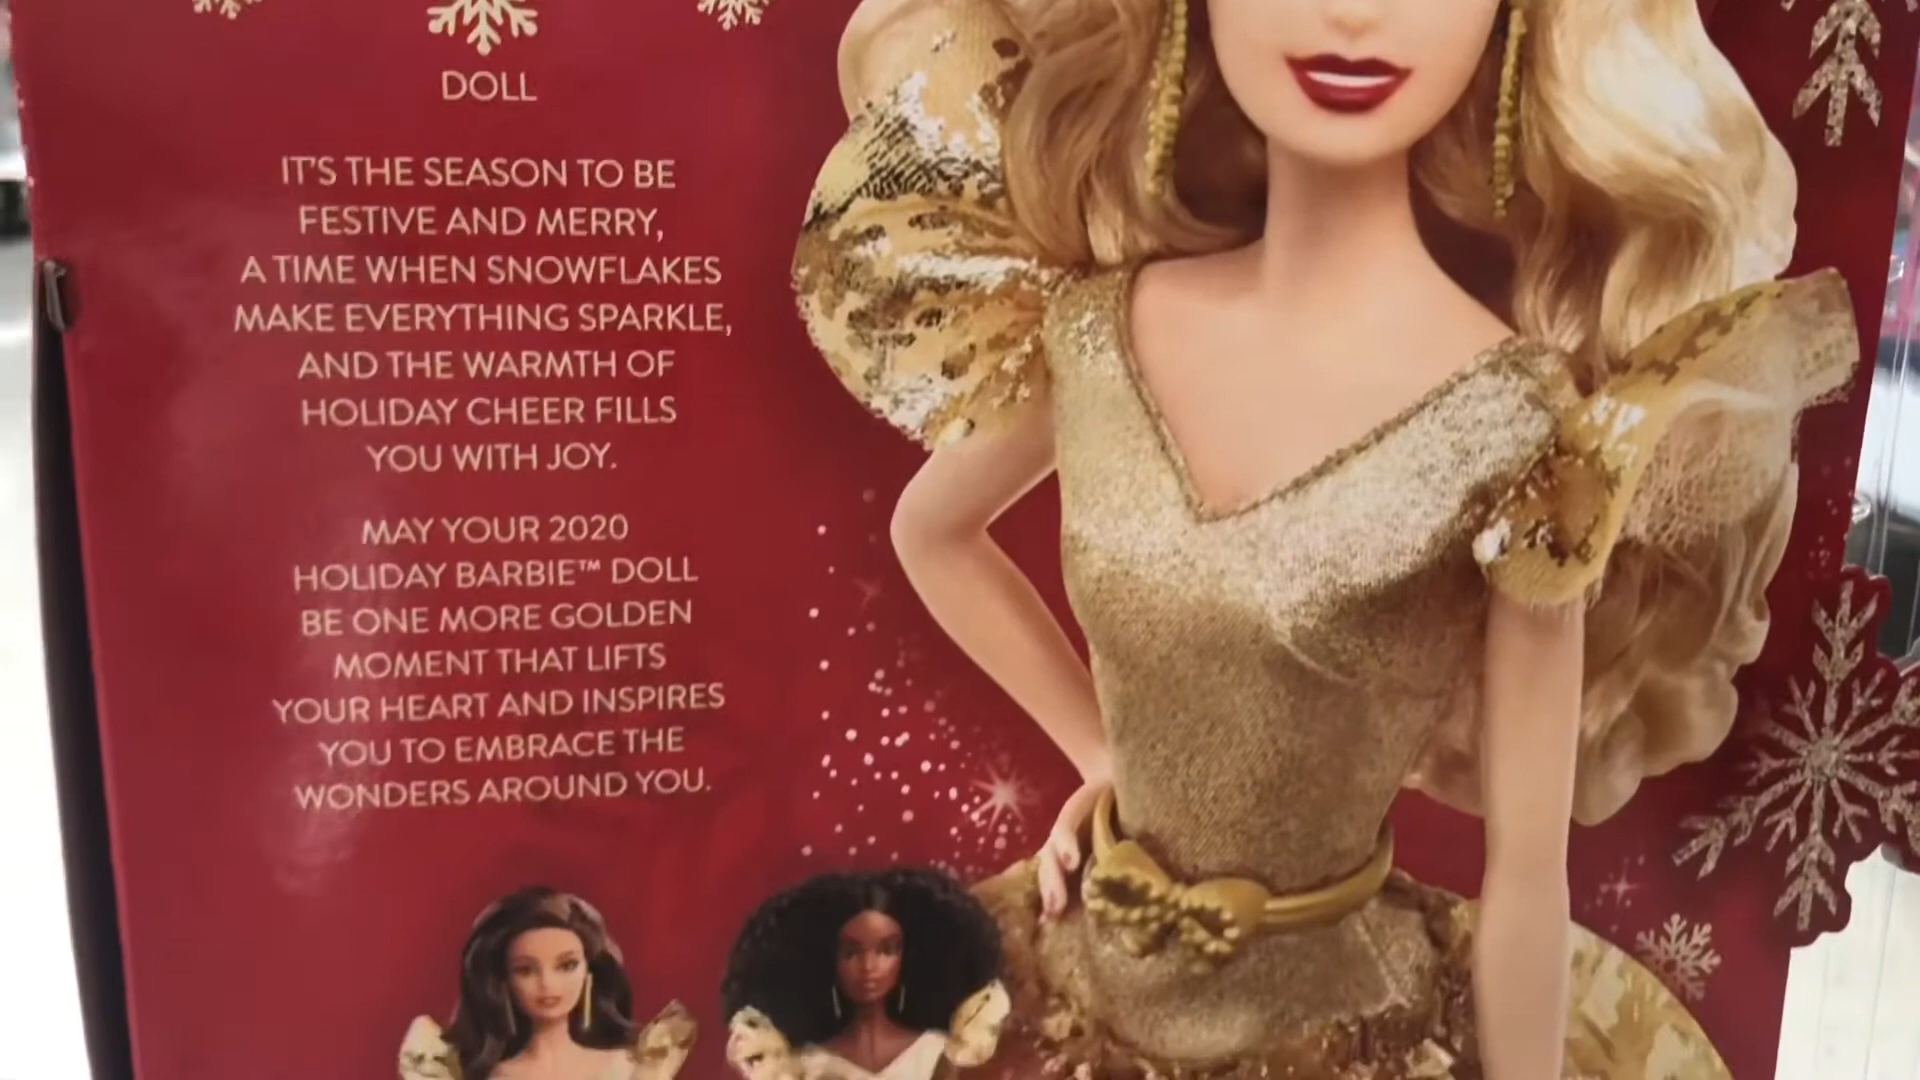 DOLL
IT'S THE SEASON TO BE
FESTIVE AND MERRY,
A TIME WHEN SNOWFLAKES
MAKE EVERYTHING SPARKLE,
AND THE WARMTH OF
HOLIDAY CHEER FILLS
YOU WITH JOY.
MAY YOUR 2020
HOLIDAY BARBIE™ DOLL
BE ONE MORE GOLDEN
MOMENT THAT LIFTS
YOUR HEART AND INSPIRES
YOU TO EMBRACE THE
WONDERS AROUND YOU.